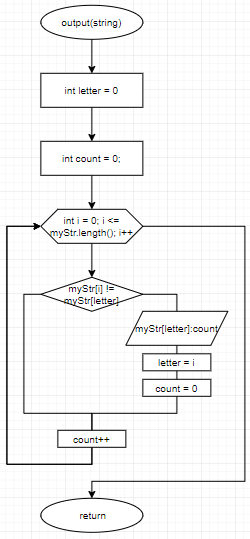 output(string)
int letter = 0
int count = 0;
int i = 0; i <=
myStr.length(); i++
myStr[i] !=
myStr[letter]
myStr[letter]:count
letter = i
count = 0
count++
return